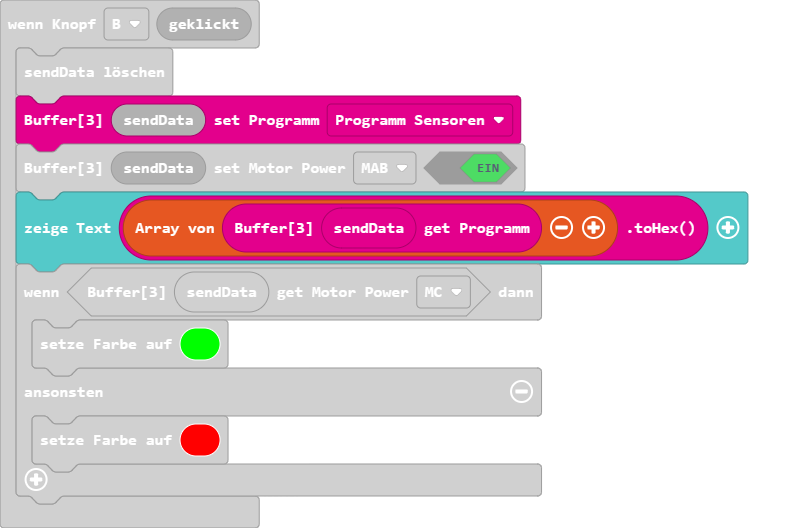 wenn Knopf B geklickt
sendData löschen
Buffer[3] sendData set Programm Programm Sensoren
Buffer[3] sendData set Motor Power MAB EIN
zeige Text Array von Buffer[3] sendData get Programm .toHex()
wenn Buffer[3] sendData get Motor Power MC dann
setze Farbe auf
ansonsten
setze Farbe auf